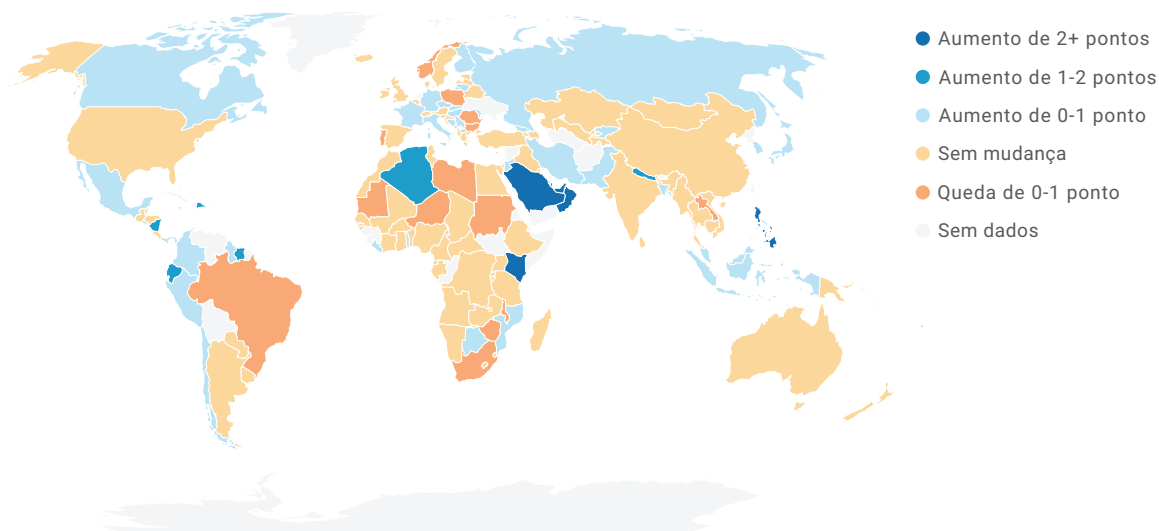 Aumento de 2+ pontos
Aumento de 1-2 pontos
Aumento de 0-1 ponto
Sem mudança
Queda de 0-1 ponto
Sem dados